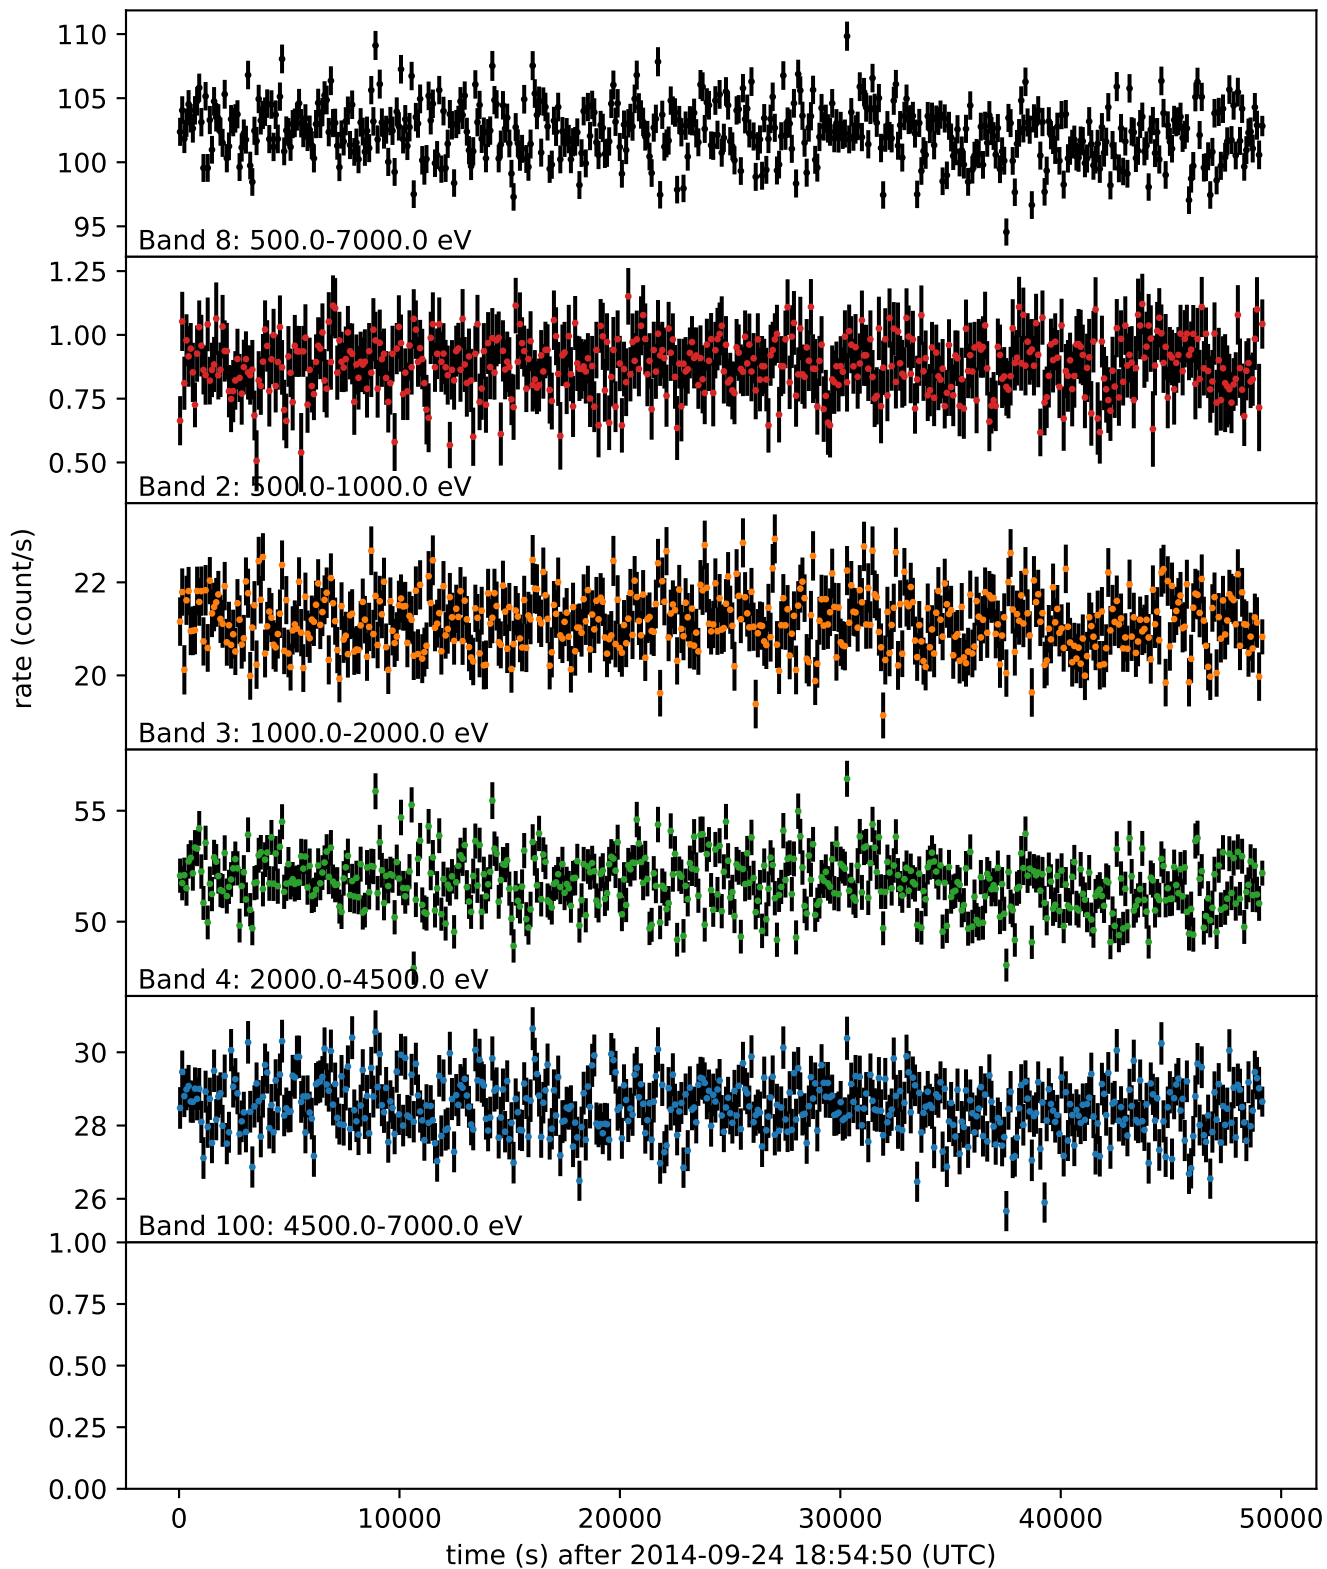 110
105
100
95
Band 8: 500.0-7000.0 eV
1.25
1.00
0.75
0.50
Band 2: 500.0-1000.0 eV
rate (count/s)
22
20
Band 3: 1000.0-2000.0 eV
55
50
Band 4: 2000.0-4500.0 eV
30
28
26
Band 100: 4500.0-7000.0 eV
1.00
0.75
0.50
0.25
0.00
0 10000 20000 30000 40000 50000
time (s) after 2014-09-24 18:54:50 (UTC)